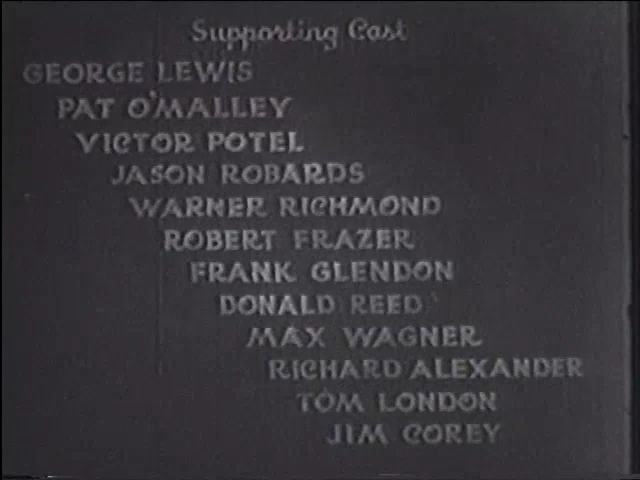 Supporting Cast
GEORGE LEWIS
PAT O'MALLEY
VICTOR POTEL
JASON ROBARDS
WARNER RICHMOND
ROBERT FRAZER
FRANK GLENDON
DONALD REED
MAX WAGNER
RICHARD ALEXANDER
TOM LONDON
JIM COREY